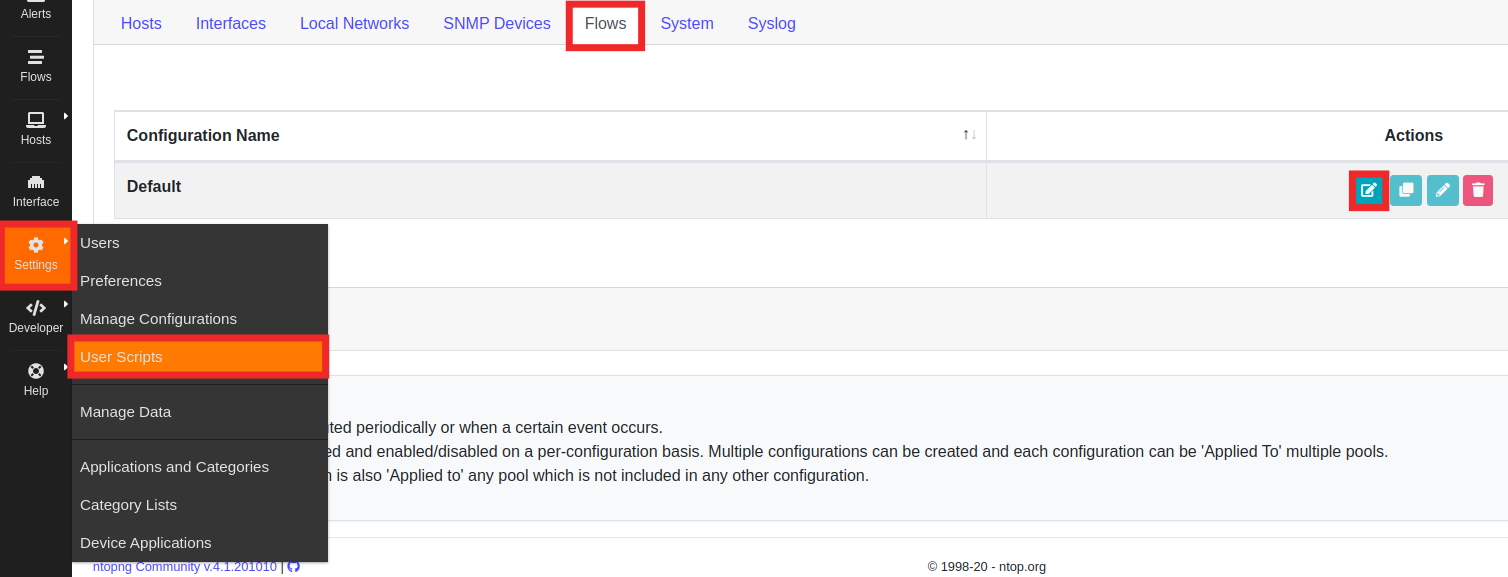 Alerts
Flows
Hosts
Interface
Settings
Developer
Help
Hosts Interfaces Local Networks SNMP Devices Flows System Syslog
Configuration Name Actions
Default
Users
Preferences
Manage Configurations
User Scripts
Manage Data
Applications and Categories
Category Lists
Device Applications
periodically or when a certain event occurs.
and enabled/disabled on a per-configuration basis. Multiple configurations can be created and each configuration can be 'Applied To' multiple pools.
is also 'Applied to' any pool which is not included in any other configuration.
ntopng Community v.4.1.201010 |
© 1998-20 - ntop.org